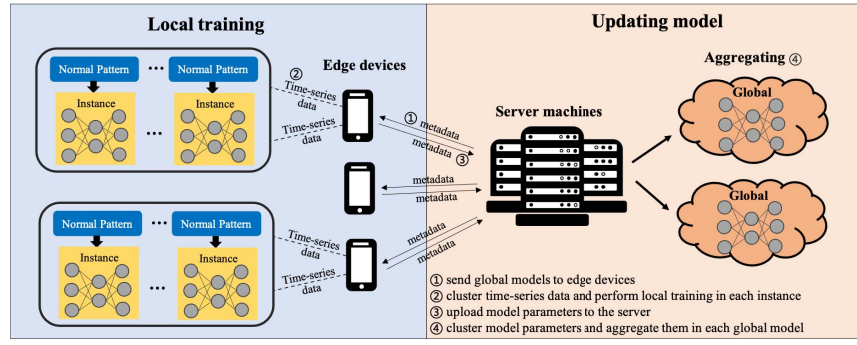 Local training
Updating model
Normal Pattern ... Normal Pattern
Instance ... Instance
② Time-series data
Time-series data
Edge devices
① metadata
metadata ③
Server machines
Aggregating ④
Global
Global
metadata
metadata
Normal Pattern ... Normal Pattern
Instance ... Instance
Time-series data
Time-series data
metadata
metadata
① send global models to edge devices
② cluster time-series data and perform local training in each instance
③ upload model parameters to the server
④ cluster model parameters and aggregate them in each global model